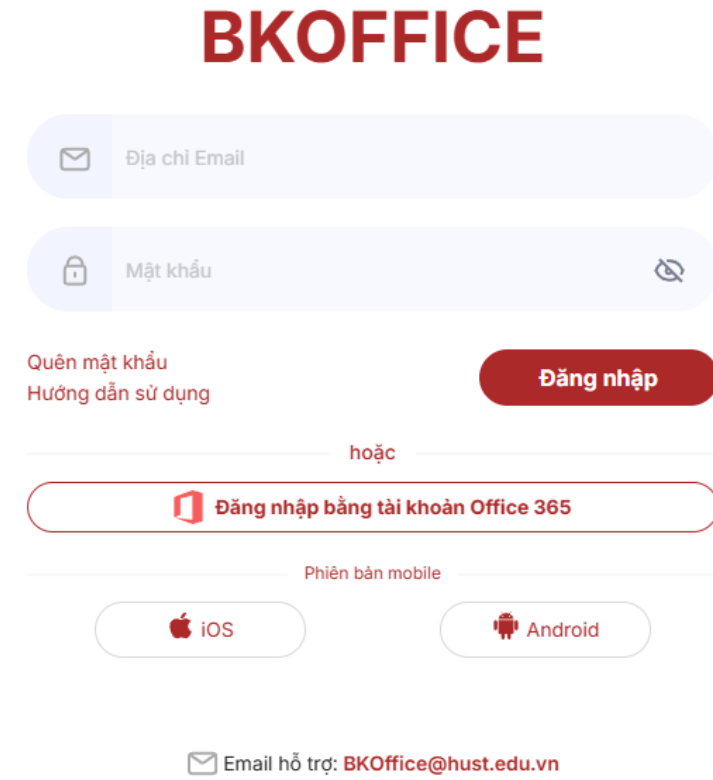 BKOFFICE
Địa chỉ Email
Mật khẩu
Quên mật khẩu
Đăng nhập
Hướng dẫn sử dụng
hoặc
Đăng nhập bằng tài khoản Office 365
Phiên bản mobile
iOS
Android
Email hỗ trợ: BKOffice@hust.edu.vn